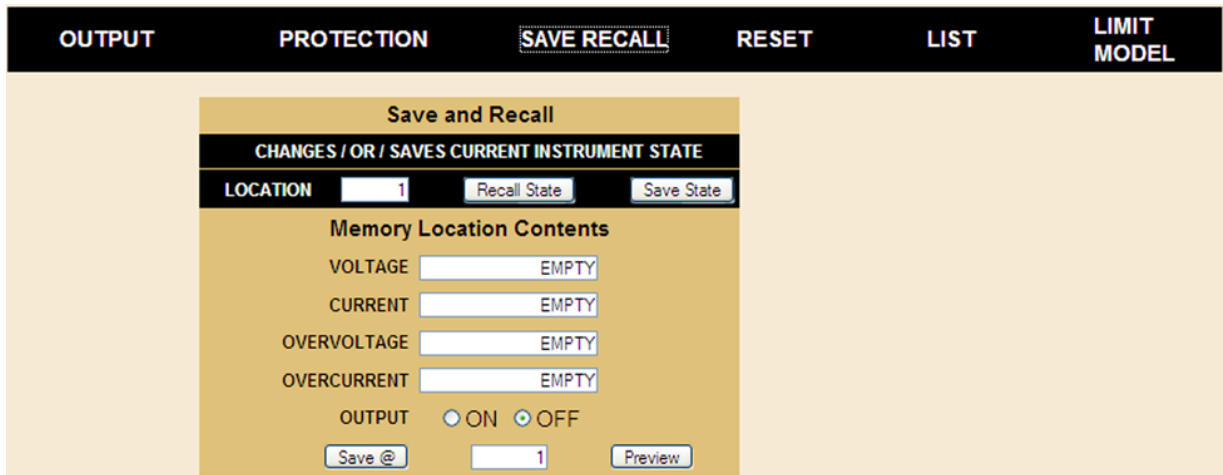 OUTPUT PROTECTION SAVE RECALL RESET LIST LIMIT MODEL
Save and Recall
CHANGES / OR / SAVES CURRENT INSTRUMENT STATE
LOCATION 1 Recall State Save State
Memory Location Contents
VOLTAGE EMPTY
CURRENT EMPTY
OVERVOLTAGE EMPTY
OVERCURRENT EMPTY
OUTPUT ON OFF
Save @ 1 Preview